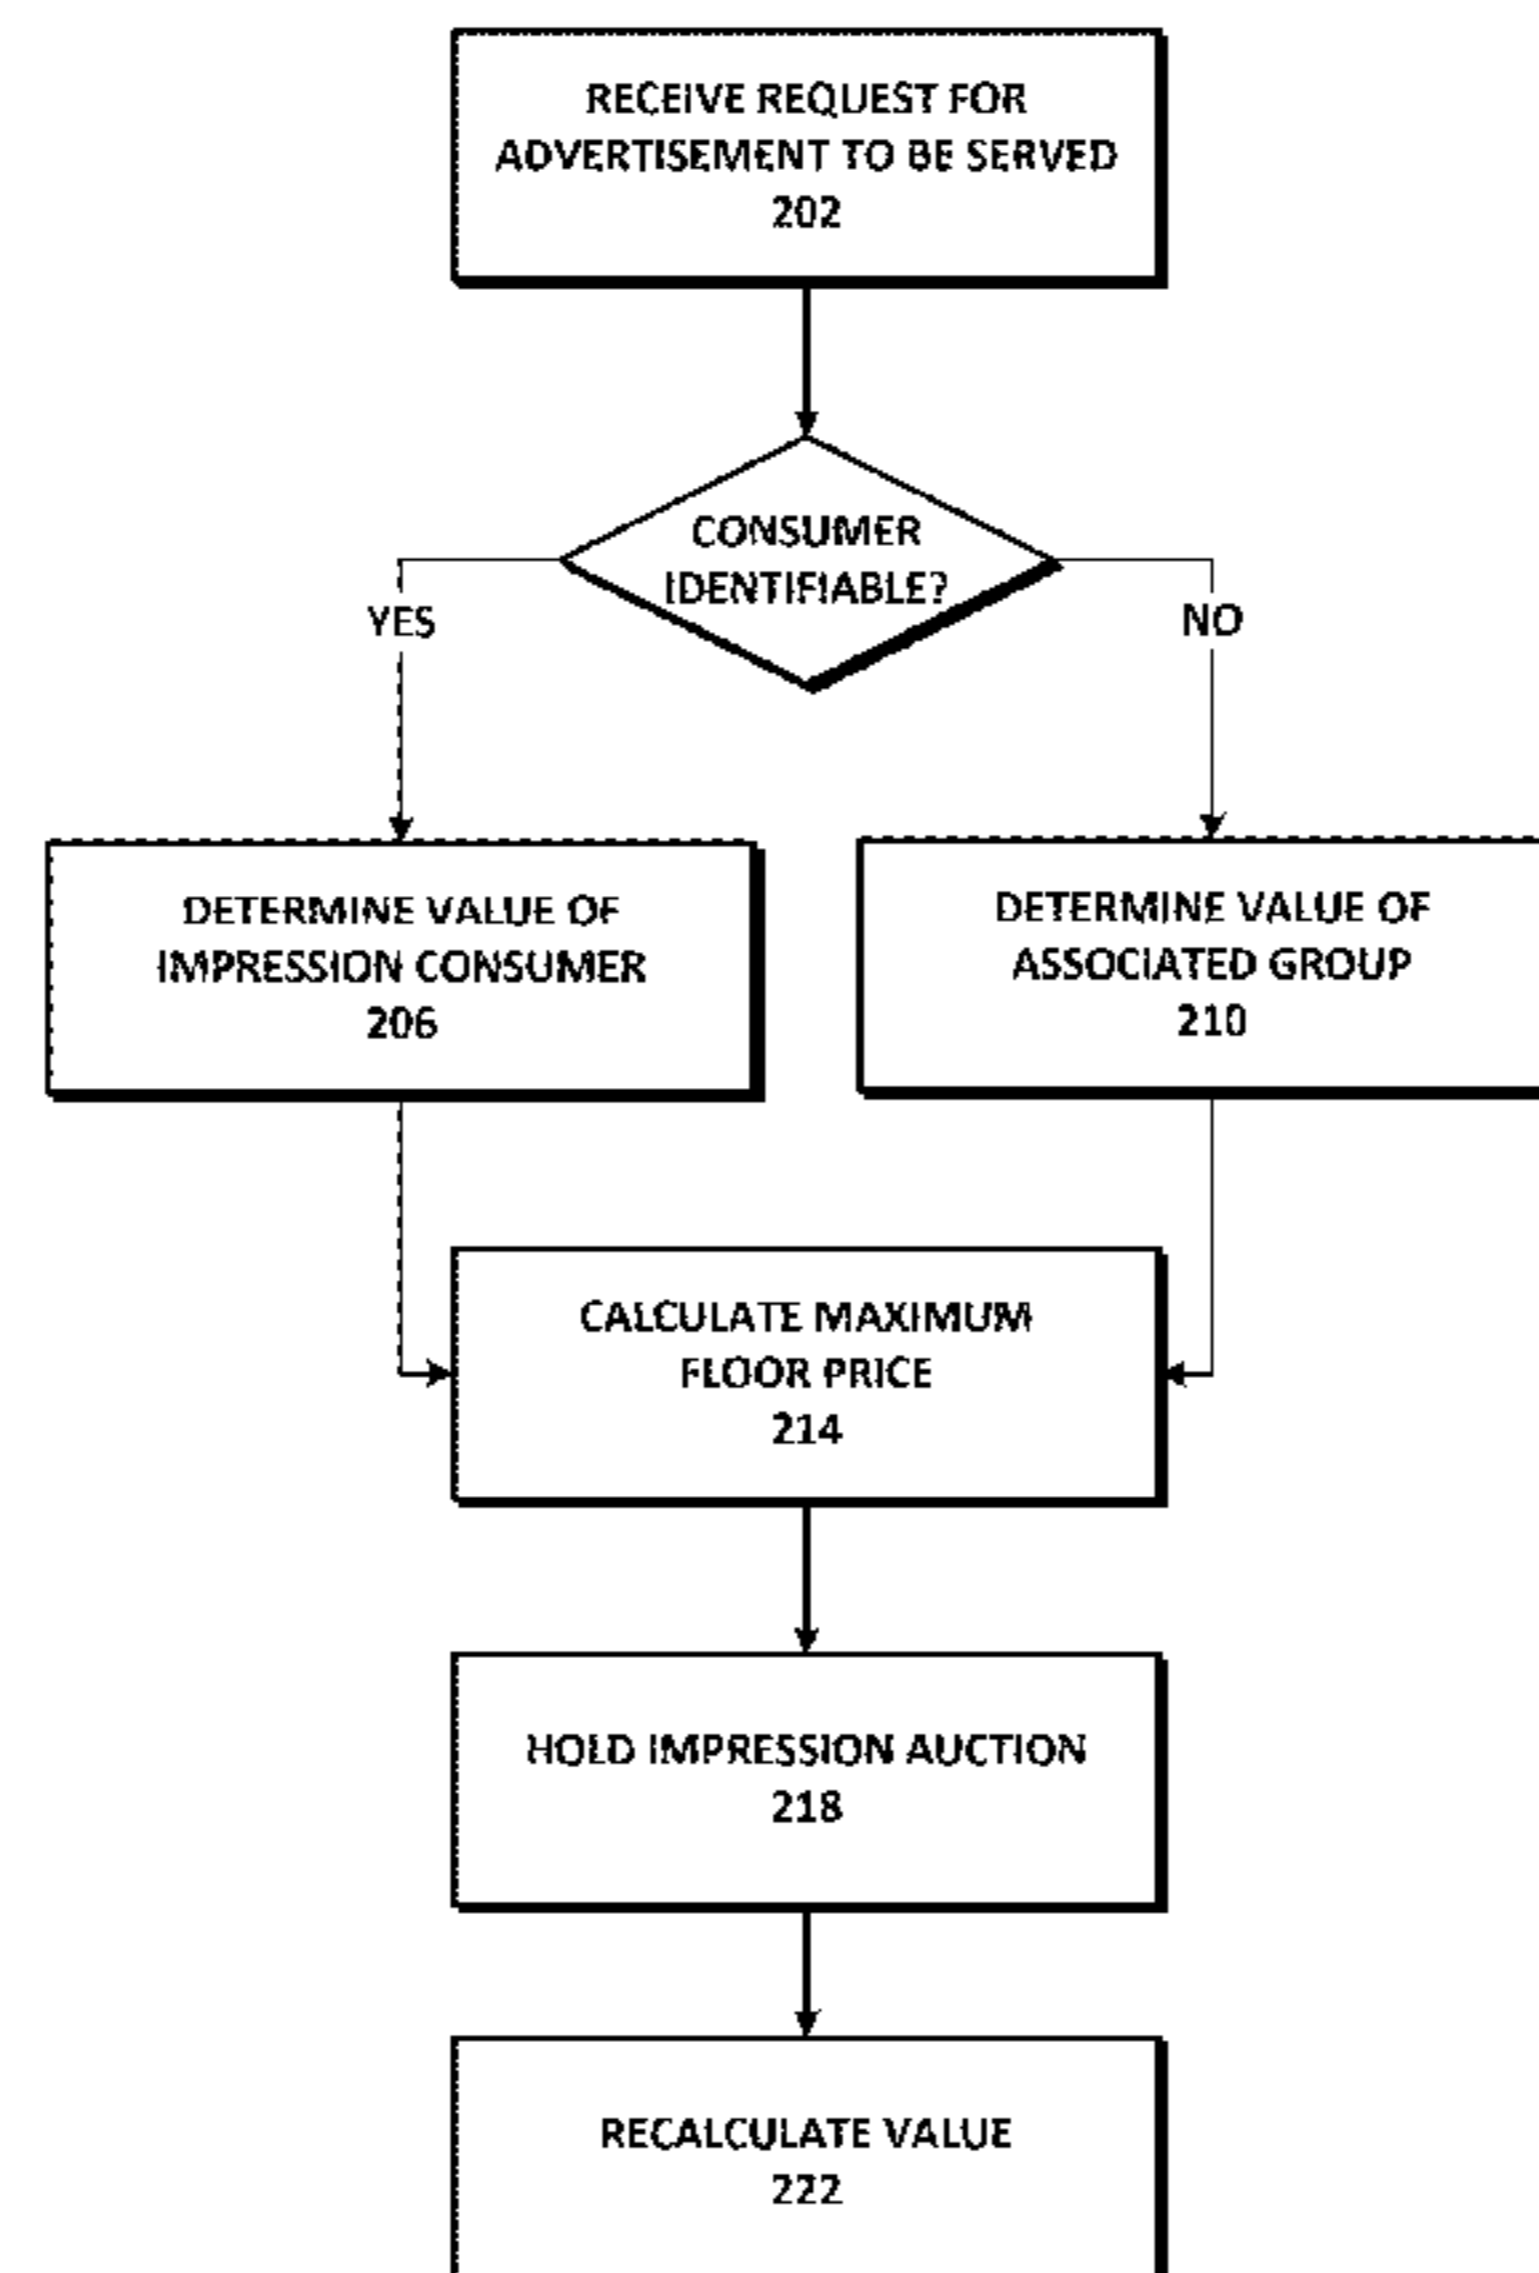 RECEIVE REQUEST FOR
ADVERTISEMENT TO BE SERVED
202
CONSUMER
IDENTIFIABLE?
YES
NO
DETERMINE VALUE OF
IMPRESSION CONSUMER
206
DETERMINE VALUE OF
ASSOCIATED GROUP
210
CALCULATE MAXIMUM
FLOOR PRICE
214
HOLD IMPRESSION AUCTION
218
RECALCULATE VALUE
222